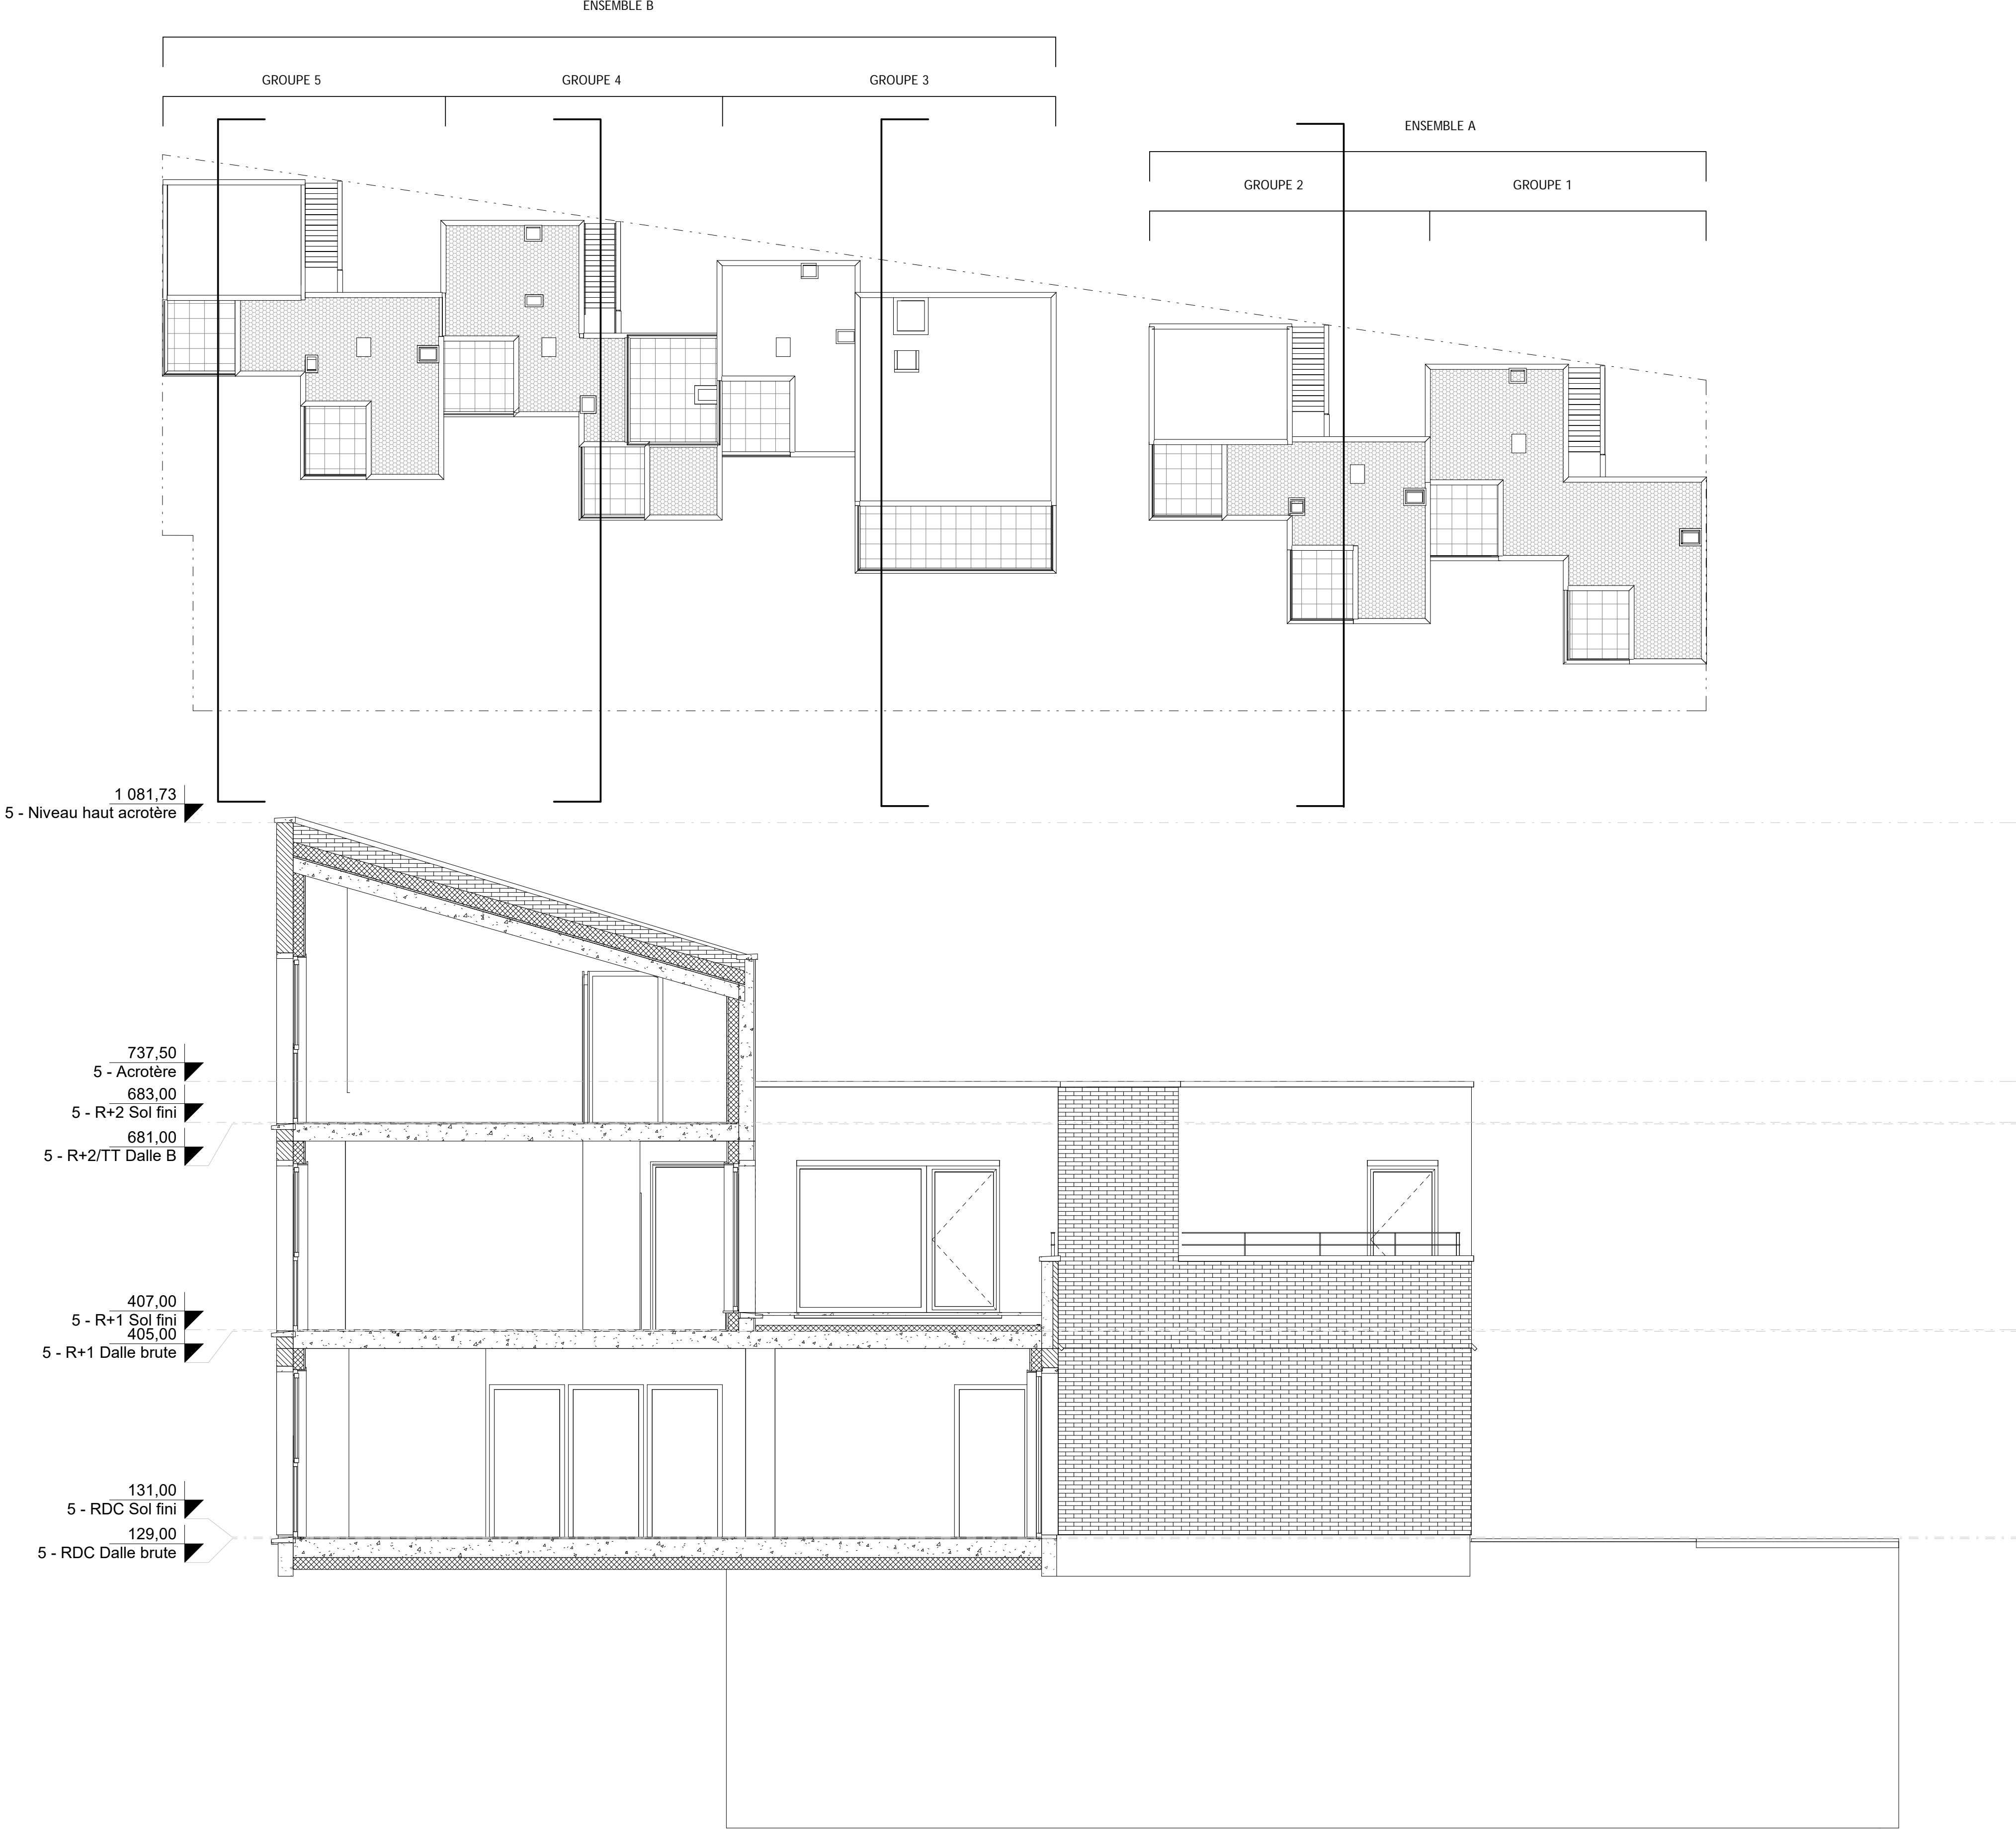 ENSEMBLE B
GROUPE 5
GROUPE 4
GROUPE 3
ENSEMBLE A
GROUPE 2
GROUPE 1
1 081,73
5 - Niveau haut acrotère
737,50
5 - Acrotère
683,00
5 - R+2 Sol fini
681,00
5 - R+2/TT Dalle B
407,00
5 - R+1 Sol fini
405,00
5 - R+1 Dalle brute
131,00
5 - RDC Sol fini
129,00
5 - RDC Dalle brute